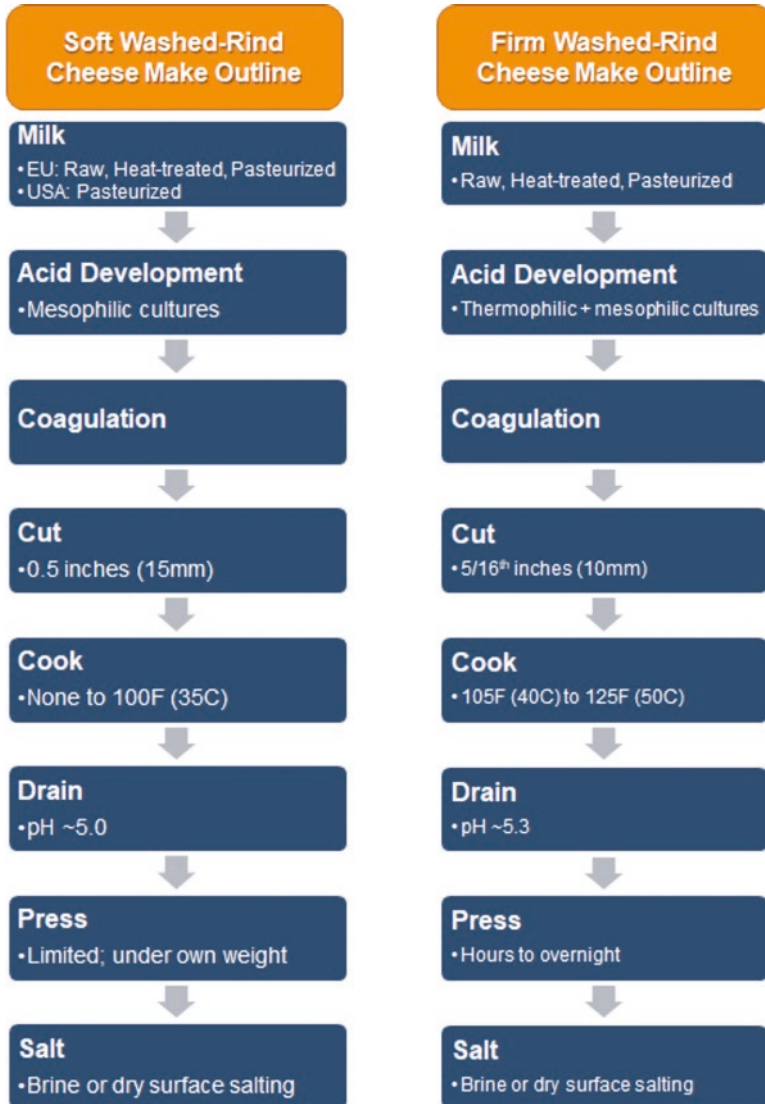 Soft Washed-Rind
Cheese Make Outline
Milk
•EU: Raw, Heat-treated, Pasteurized
•USA: Pasteurized
Acid Development
•Mesophilic cultures
Coagulation
Cut
•0.5 inches (15mm)
Cook
•None to 100F (35C)
Drain
•pH ~5.0
Press
•Limited; under own weight
Salt
•Brine or dry surface salting
Firm Washed-Rind
Cheese Make Outline
Milk
•Raw, Heat-treated, Pasteurized
Acid Development
•Thermophilic + mesophilic cultures
Coagulation
Cut
•5/16th inches (10mm)
Cook
•105F (40C) to 125F (50C)
Drain
•pH ~5.3
Press
•Hours to overnight
Salt
•Brine or dry surface salting